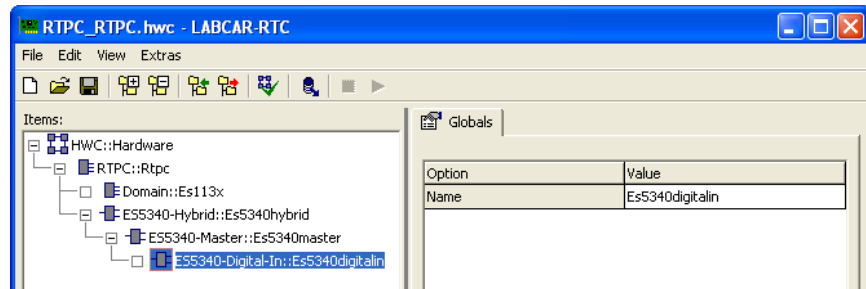 RTPC_RTPC.hwc - LABCAR-RTC
File Edit View Extras
Items:
HWC::Hardware
RTPC::Rtpc
Domain::Es113x
ES5340-Hybrid::Es5340hybrid
ES5340-Master::Es5340master
ES5340-Digital-In::Es5340digitalin
Globals
Option Value
Name Es5340digitalin